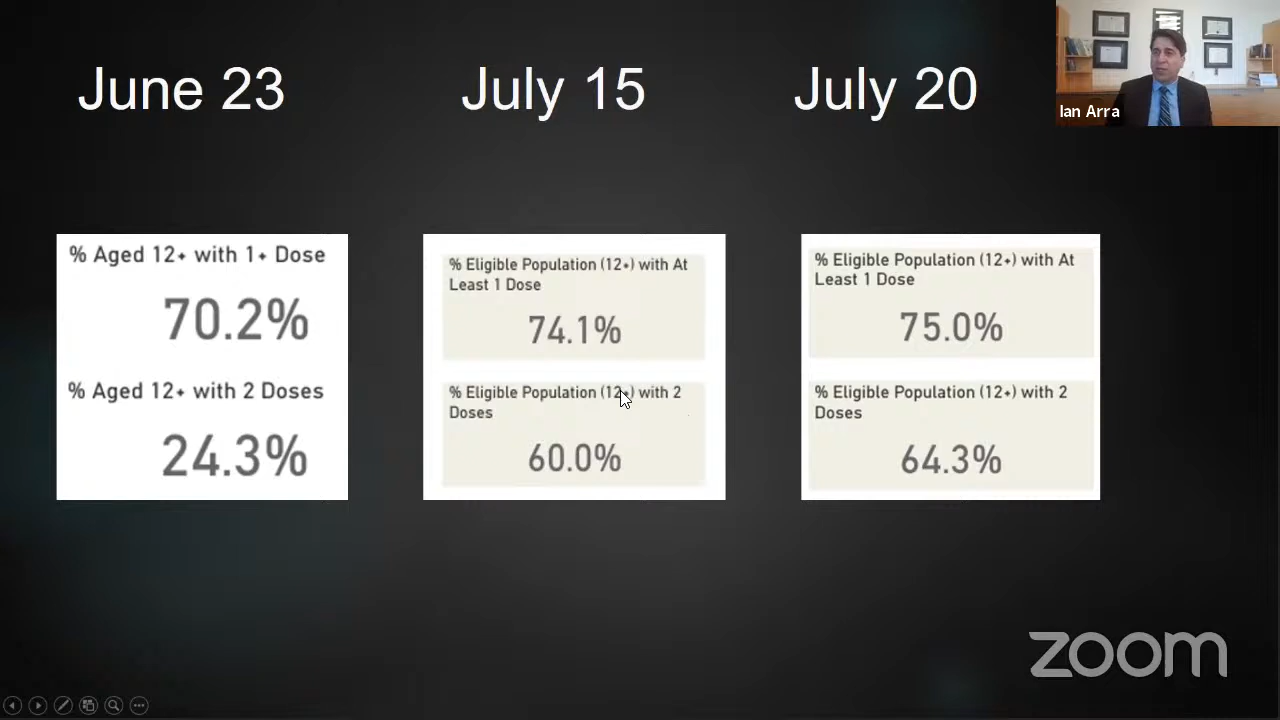 June 23
July 15
July 20
Ian Arra
% Aged 12+ with 1+ Dose
70.2%
% Aged 12+ with 2 Doses
24.3%
% Eligible Population (12+) with At
Least 1 Dose
74.1%
% Eligible Population (12+) with 2
Doses
60.0%
% Eligible Population (12+) with At
Least 1 Dose
75.0%
% Eligible Population (12+) with 2
Doses
64.3%
zoom